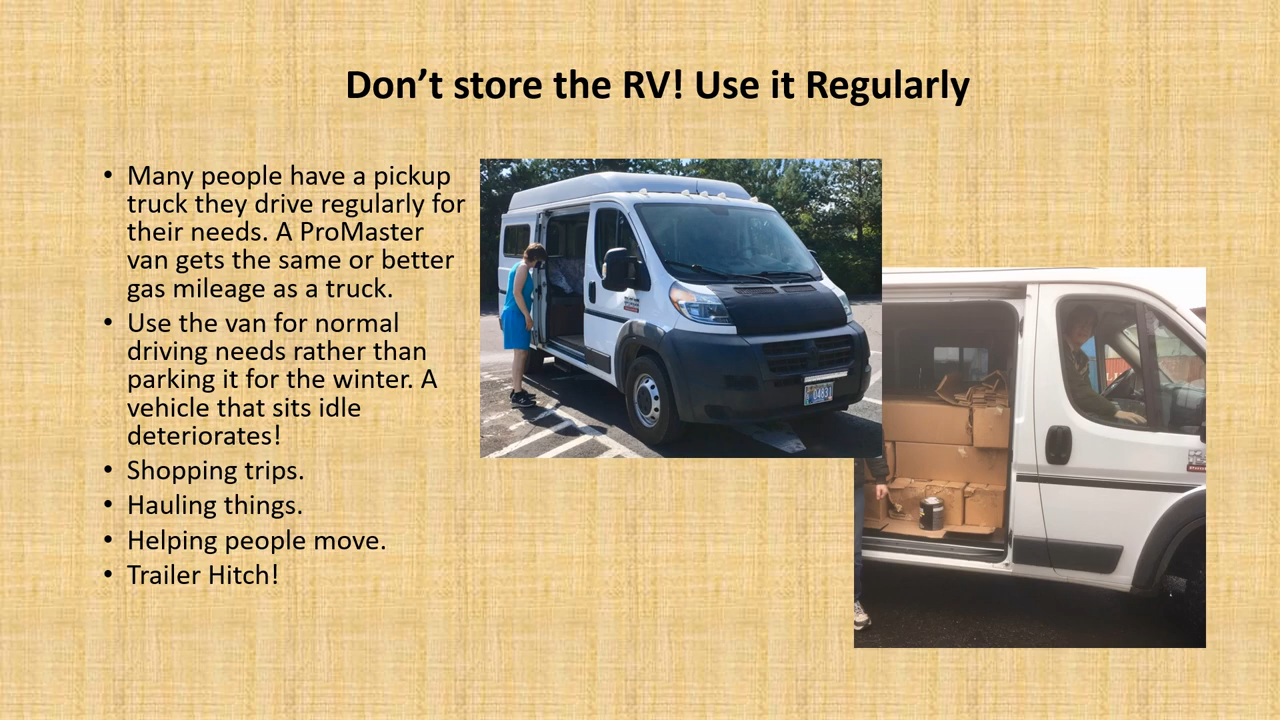 Don’t store the RV! Use it Regularly
• Many people have a pickup
truck they drive regularly for
their needs. A ProMaster
van gets the same or better
gas mileage as a truck.
• Use the van for normal
driving needs rather than
parking it for the winter. A
vehicle that sits idle
deteriorates!
• Shopping trips.
• Hauling things.
• Helping people move.
• Trailer Hitch!